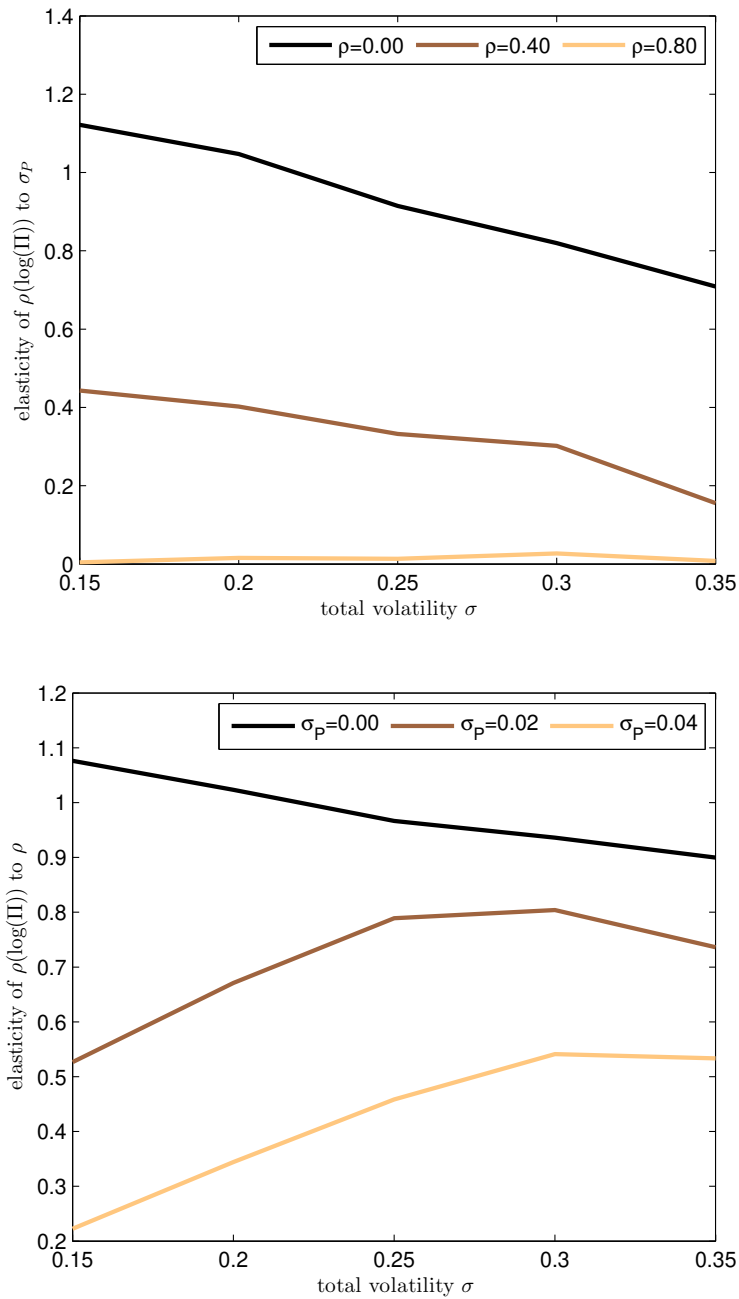 1.4
ρ=0.00 ρ=0.40 ρ=0.80
1.2
1
0.8
0.6
0.4
0.2
0
elasticity of ρ(log(Π)) to σ_P
0.15 0.2 0.25 0.3 0.35
total volatility σ
1.2
σ_P=0.00 σ_P=0.02 σ_P=0.04
1.1
1
0.9
0.8
0.7
0.6
0.5
0.4
0.3
0.2
elasticity of ρ(log(Π)) to ρ
0.15 0.2 0.25 0.3 0.35
total volatility σ